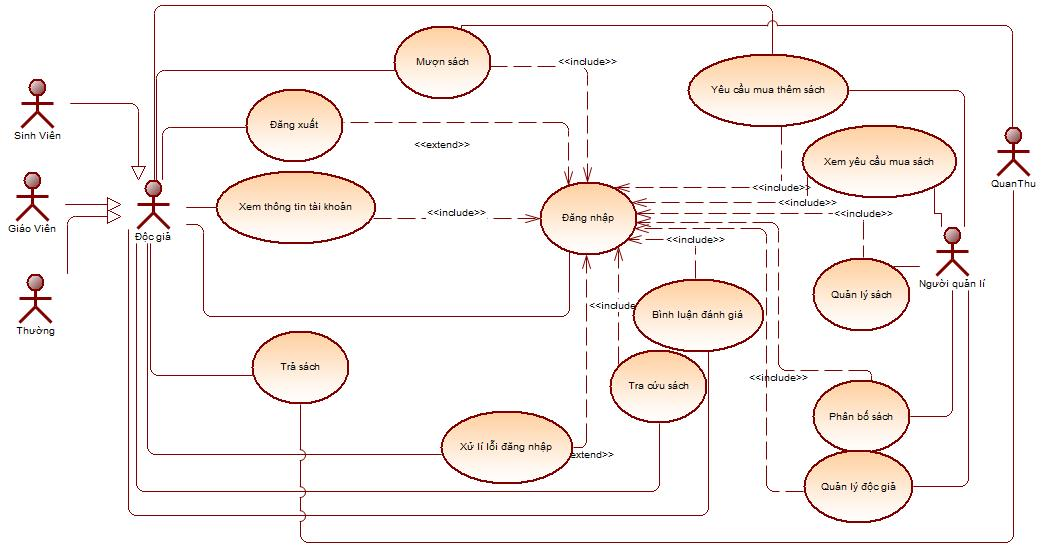 Mượn sách
<<include>>
Yêu cầu mua thêm sách
Đăng xuất
Sinh Viên
<<extend>>
Xem yêu cầu mua sách
QuanThu
<<include>>
Xem thông tin tài khoản
<<include>>
<<include>>
<<include>>
Đăng nhập
Giáo Viên
Độc giả
<<include>>
Người quản lí
Quản lý sách
<<include
Bình luận đánh giá
Thường
Trả sách
<<include>>
Tra cứu sách
Phân bố sách
Xử lí lỗi đăng nhập
extend>>
Quản lý độc giả